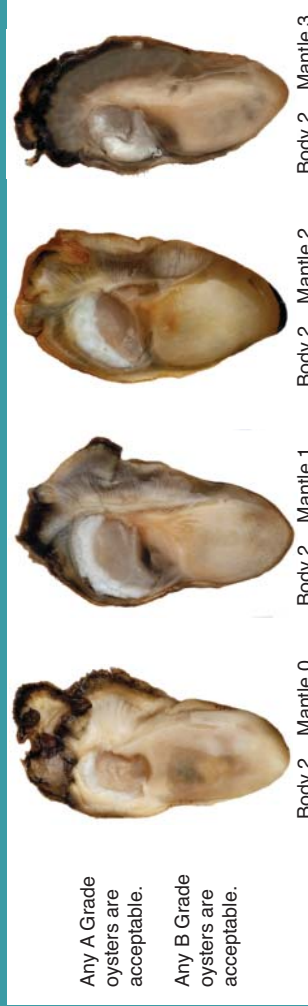 Any A Grade
oysters are
acceptable.
Any B Grade
oysters are
acceptable.
Body 2 Mantle 0
Body 2 Mantle 1
Body 2 Mantle 2
Body 2 Mantle 3